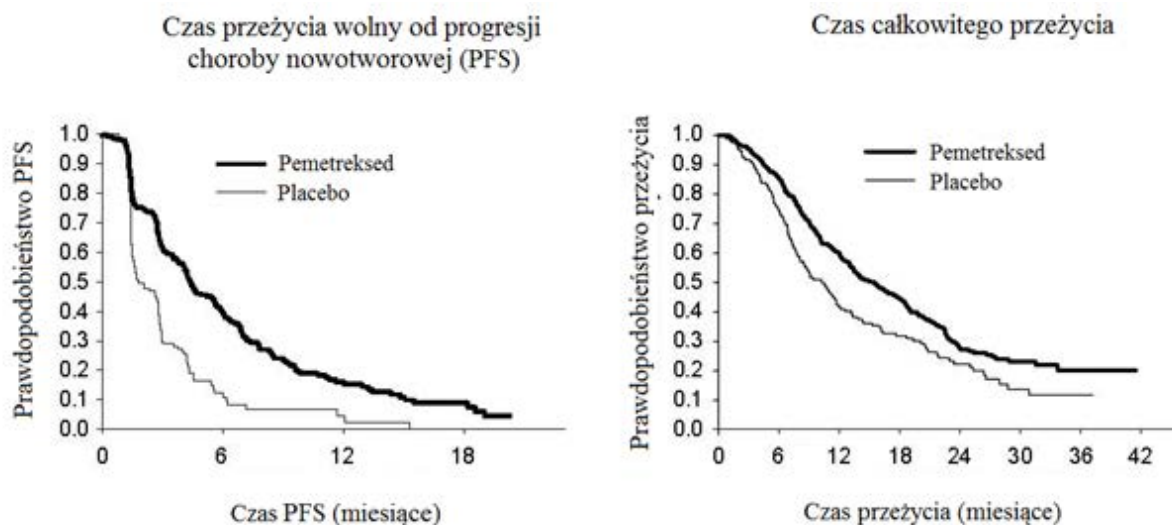 Czas przeżycia wolny od progresji
choroby nowotworowej (PFS)
Prawdopodobieństwo PFS
1.0
0.9
0.8
0.7
0.6
0.5
0.4
0.3
0.2
0.1
0.0
Pemetreksed
Placebo
0 6 12 18
Czas PFS (miesiące)
Czas całkowitego przeżycia
Prawdopodobieństwo przeżycia
1.0
0.9
0.8
0.7
0.6
0.5
0.4
0.3
0.2
0.1
0.0
Pemetreksed
Placebo
0 6 12 18 24 30 36 42
Czas przeżycia (miesiące)